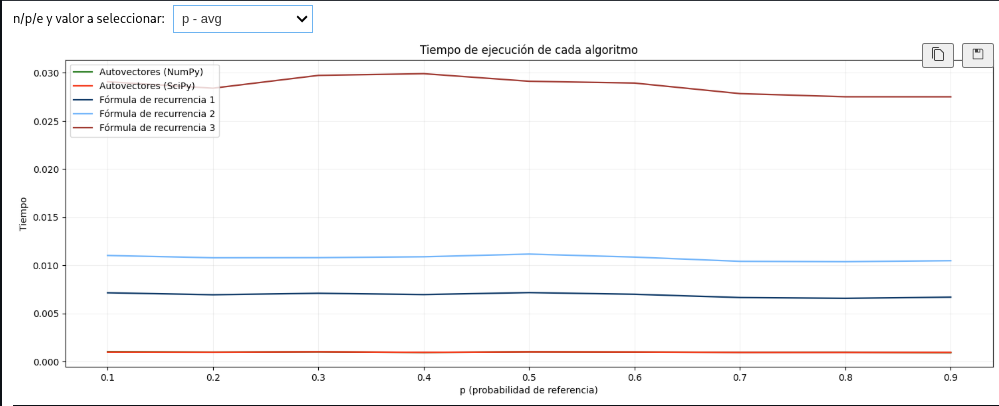 n/p/e y valor a seleccionar: p - avg
Tiempo de ejecución de cada algoritmo
Autovectores (NumPy)
Autovectores (SciPy)
Fórmula de recurrencia 1
Fórmula de recurrencia 2
Fórmula de recurrencia 3
0.030
0.025
0.020
0.015
0.010
0.005
0.000
Tiempo
0.1 0.2 0.3 0.4 0.5 0.6 0.7 0.8 0.9
p (probabilidad de referencia)